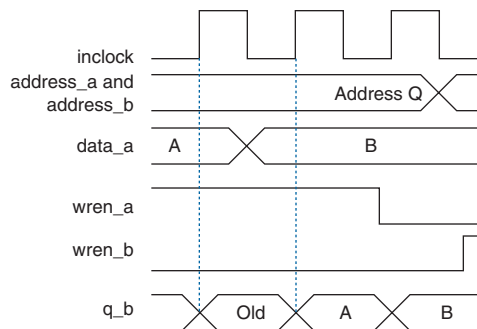 inclock
address_a and
address_b
Address Q
data_a
A
B
wren_a
wren_b
q_b
Old
A
B